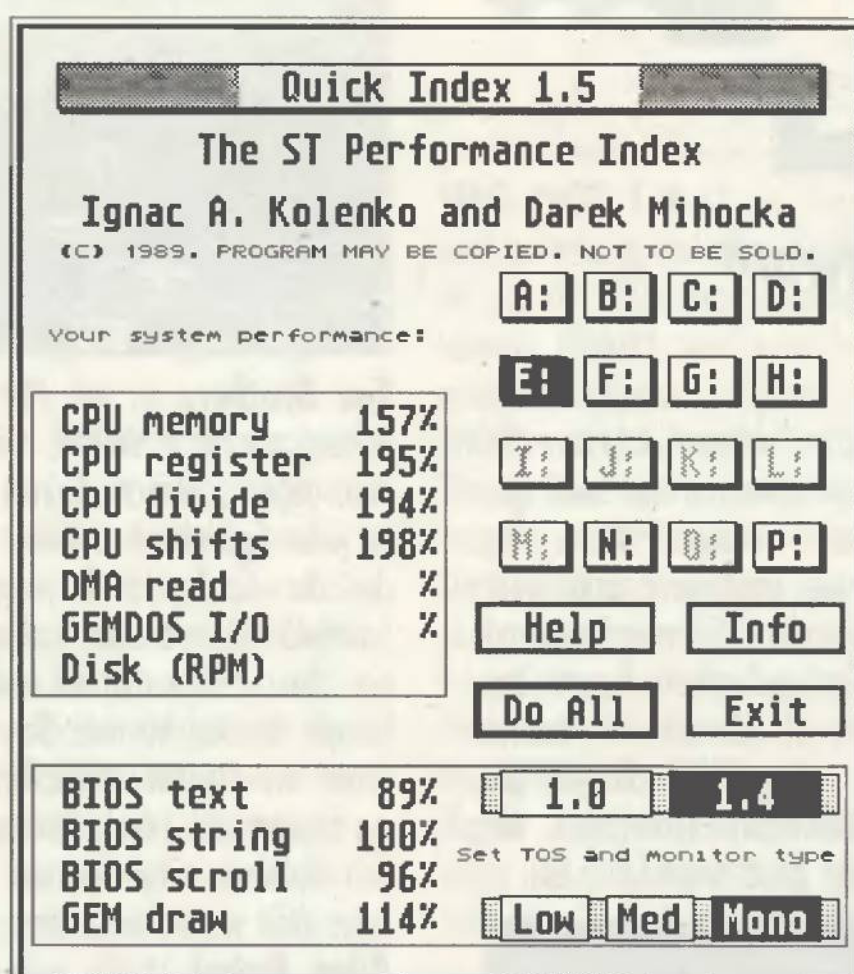 Quick Index 1.5
The ST Performance Index
Ignac A. Kolenko and Darek Mihocka
(C) 1989. PROGRAM MAY BE COPIED. NOT TO BE SOLD.
A: B: C: D:
Your system performance:
E: F: G: H:
CPU memory 157%
CPU register 195%
CPU divide 194%
CPU shifts 198%
DMA read %
GEMDOS I/O %
Disk (RPM)
I: J: K: L:
M: N: O: P:
Help Info
Do All Exit
BIOS text 89%
BIOS string 100%
BIOS scroll 96%
GEM draw 114%
1.0 1.4
Set TOS and monitor type
Low Med Mono